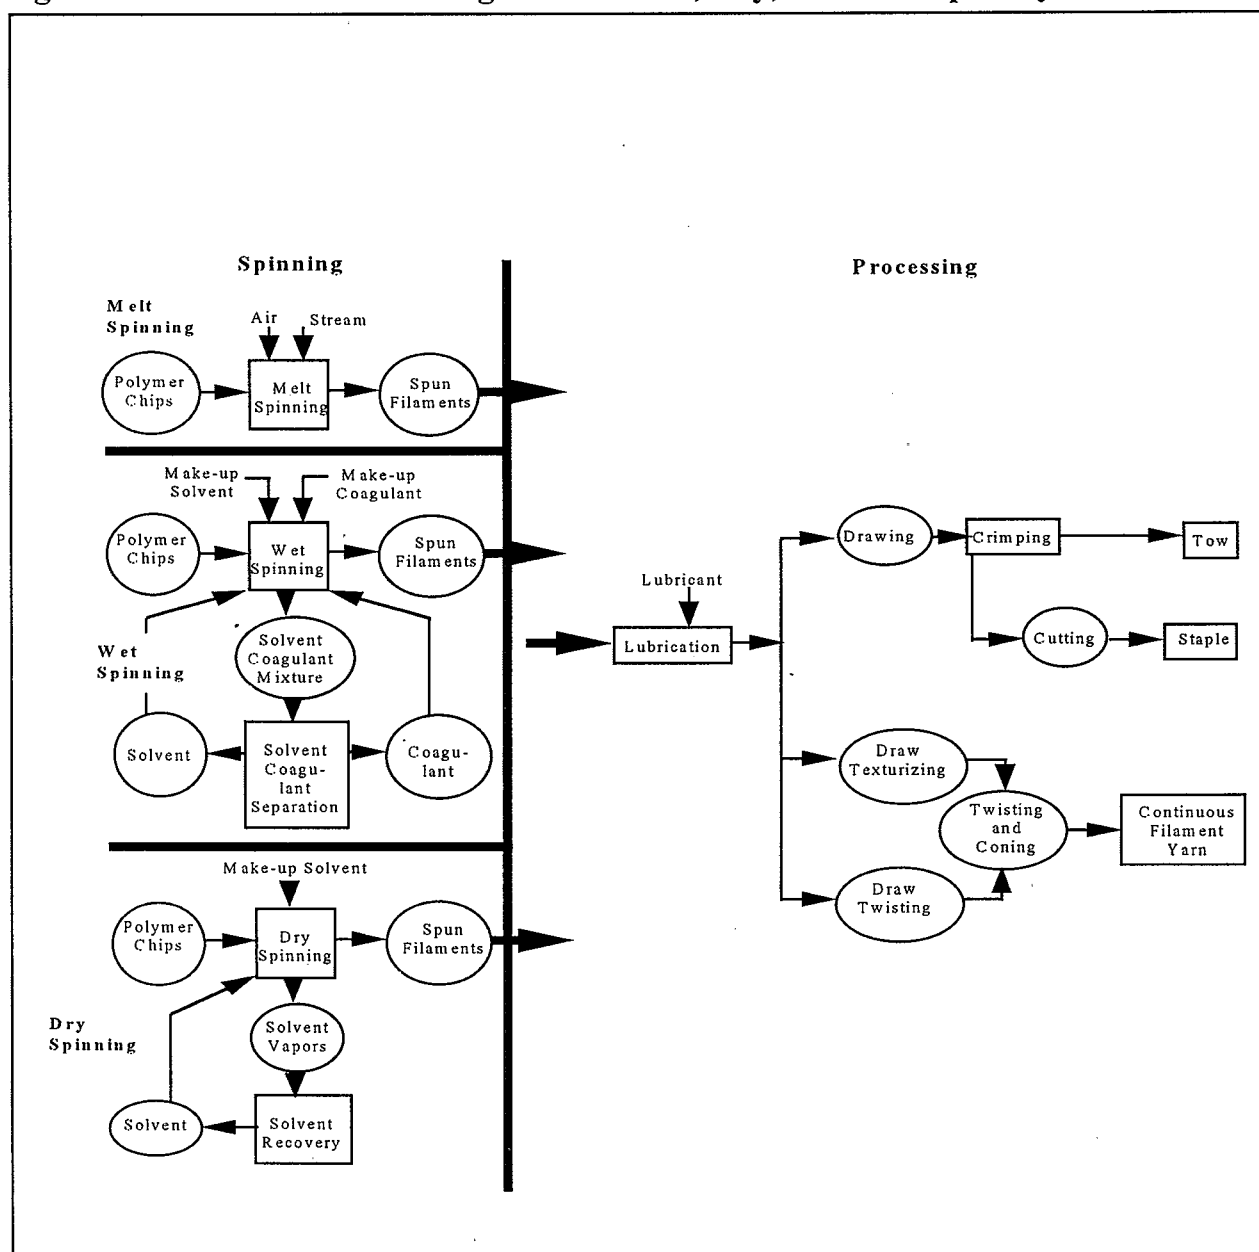 Spinning
Processing
Melt
Spinning
Air
Stream
Polymer
Chips
Melt
Spinning
Spun
Filaments
Make-up
Solvent
Make-up
Coagulant
Polymer
Chips
Wet
Spinning
Spun
Filaments
Wet
Spinning
Solvent
Coagulant
Mixture
Solvent
Solvent
Coagu-
lant
Separation
Coagu-
lant
Make-up Solvent
Polymer
Chips
Dry
Spinning
Spun
Filaments
Dry
Spinning
Solvent
Vapors
Solvent
Solvent
Recovery
Lubricant
Lubrication
Drawing
Crimping
Tow
Cutting
Staple
Draw
Texturizing
Twisting
and
Coning
Continuous
Filament
Yarn
Draw
Twisting